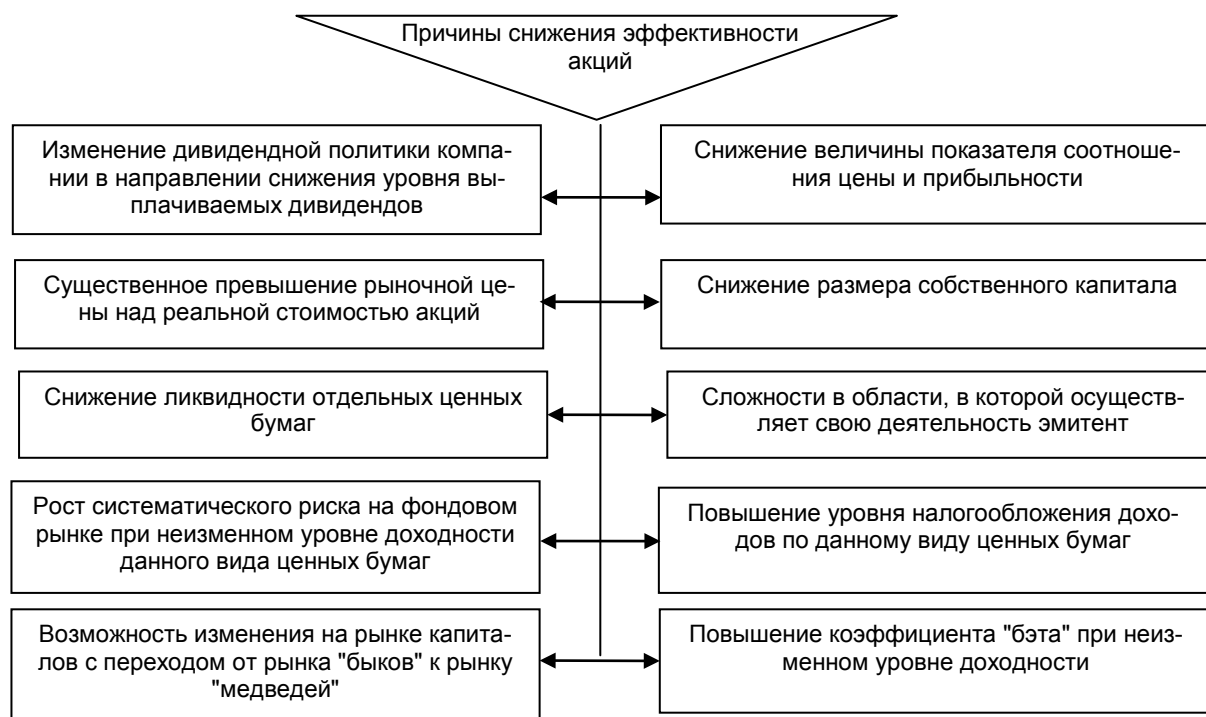 Причины снижения эффективности
акций
Изменение дивидендной политики компа-
нии в направлении снижения уровня вы-
плачиваемых дивидендов
Снижение величины показателя соотноше-
ния цены и прибыльности
Существенное превышение рыночной це-
ны над реальной стоимостью акций
Снижение размера собственного капитала
Снижение ликвидности отдельных ценных
бумаг
Сложности в области, в которой осуществ-
ляет свою деятельность эмитент
Рост систематического риска на фондовом
рынке при неизменном уровне доходности
данного вида ценных бумаг
Повышение уровня налогообложения дохо-
дов по данному виду ценных бумаг
Возможность изменения на рынке капита-
лов с переходом от рынка "быков" к рынку
"медведей"
Повышение коэффициента "бэта" при неиз-
менном уровне доходности